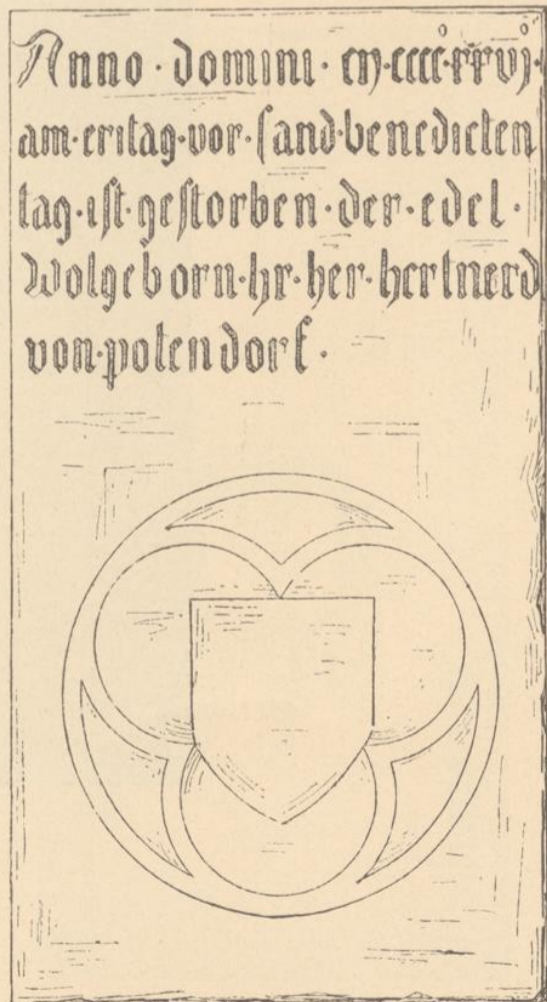 Anno · domini · m · cccc · xxvj ·
am · eritag · vor · sand · benedicten
tag · ist · gestorben · der · edel ·
Wolgeborn · hr · her · hertnerd
von · potendorf ·